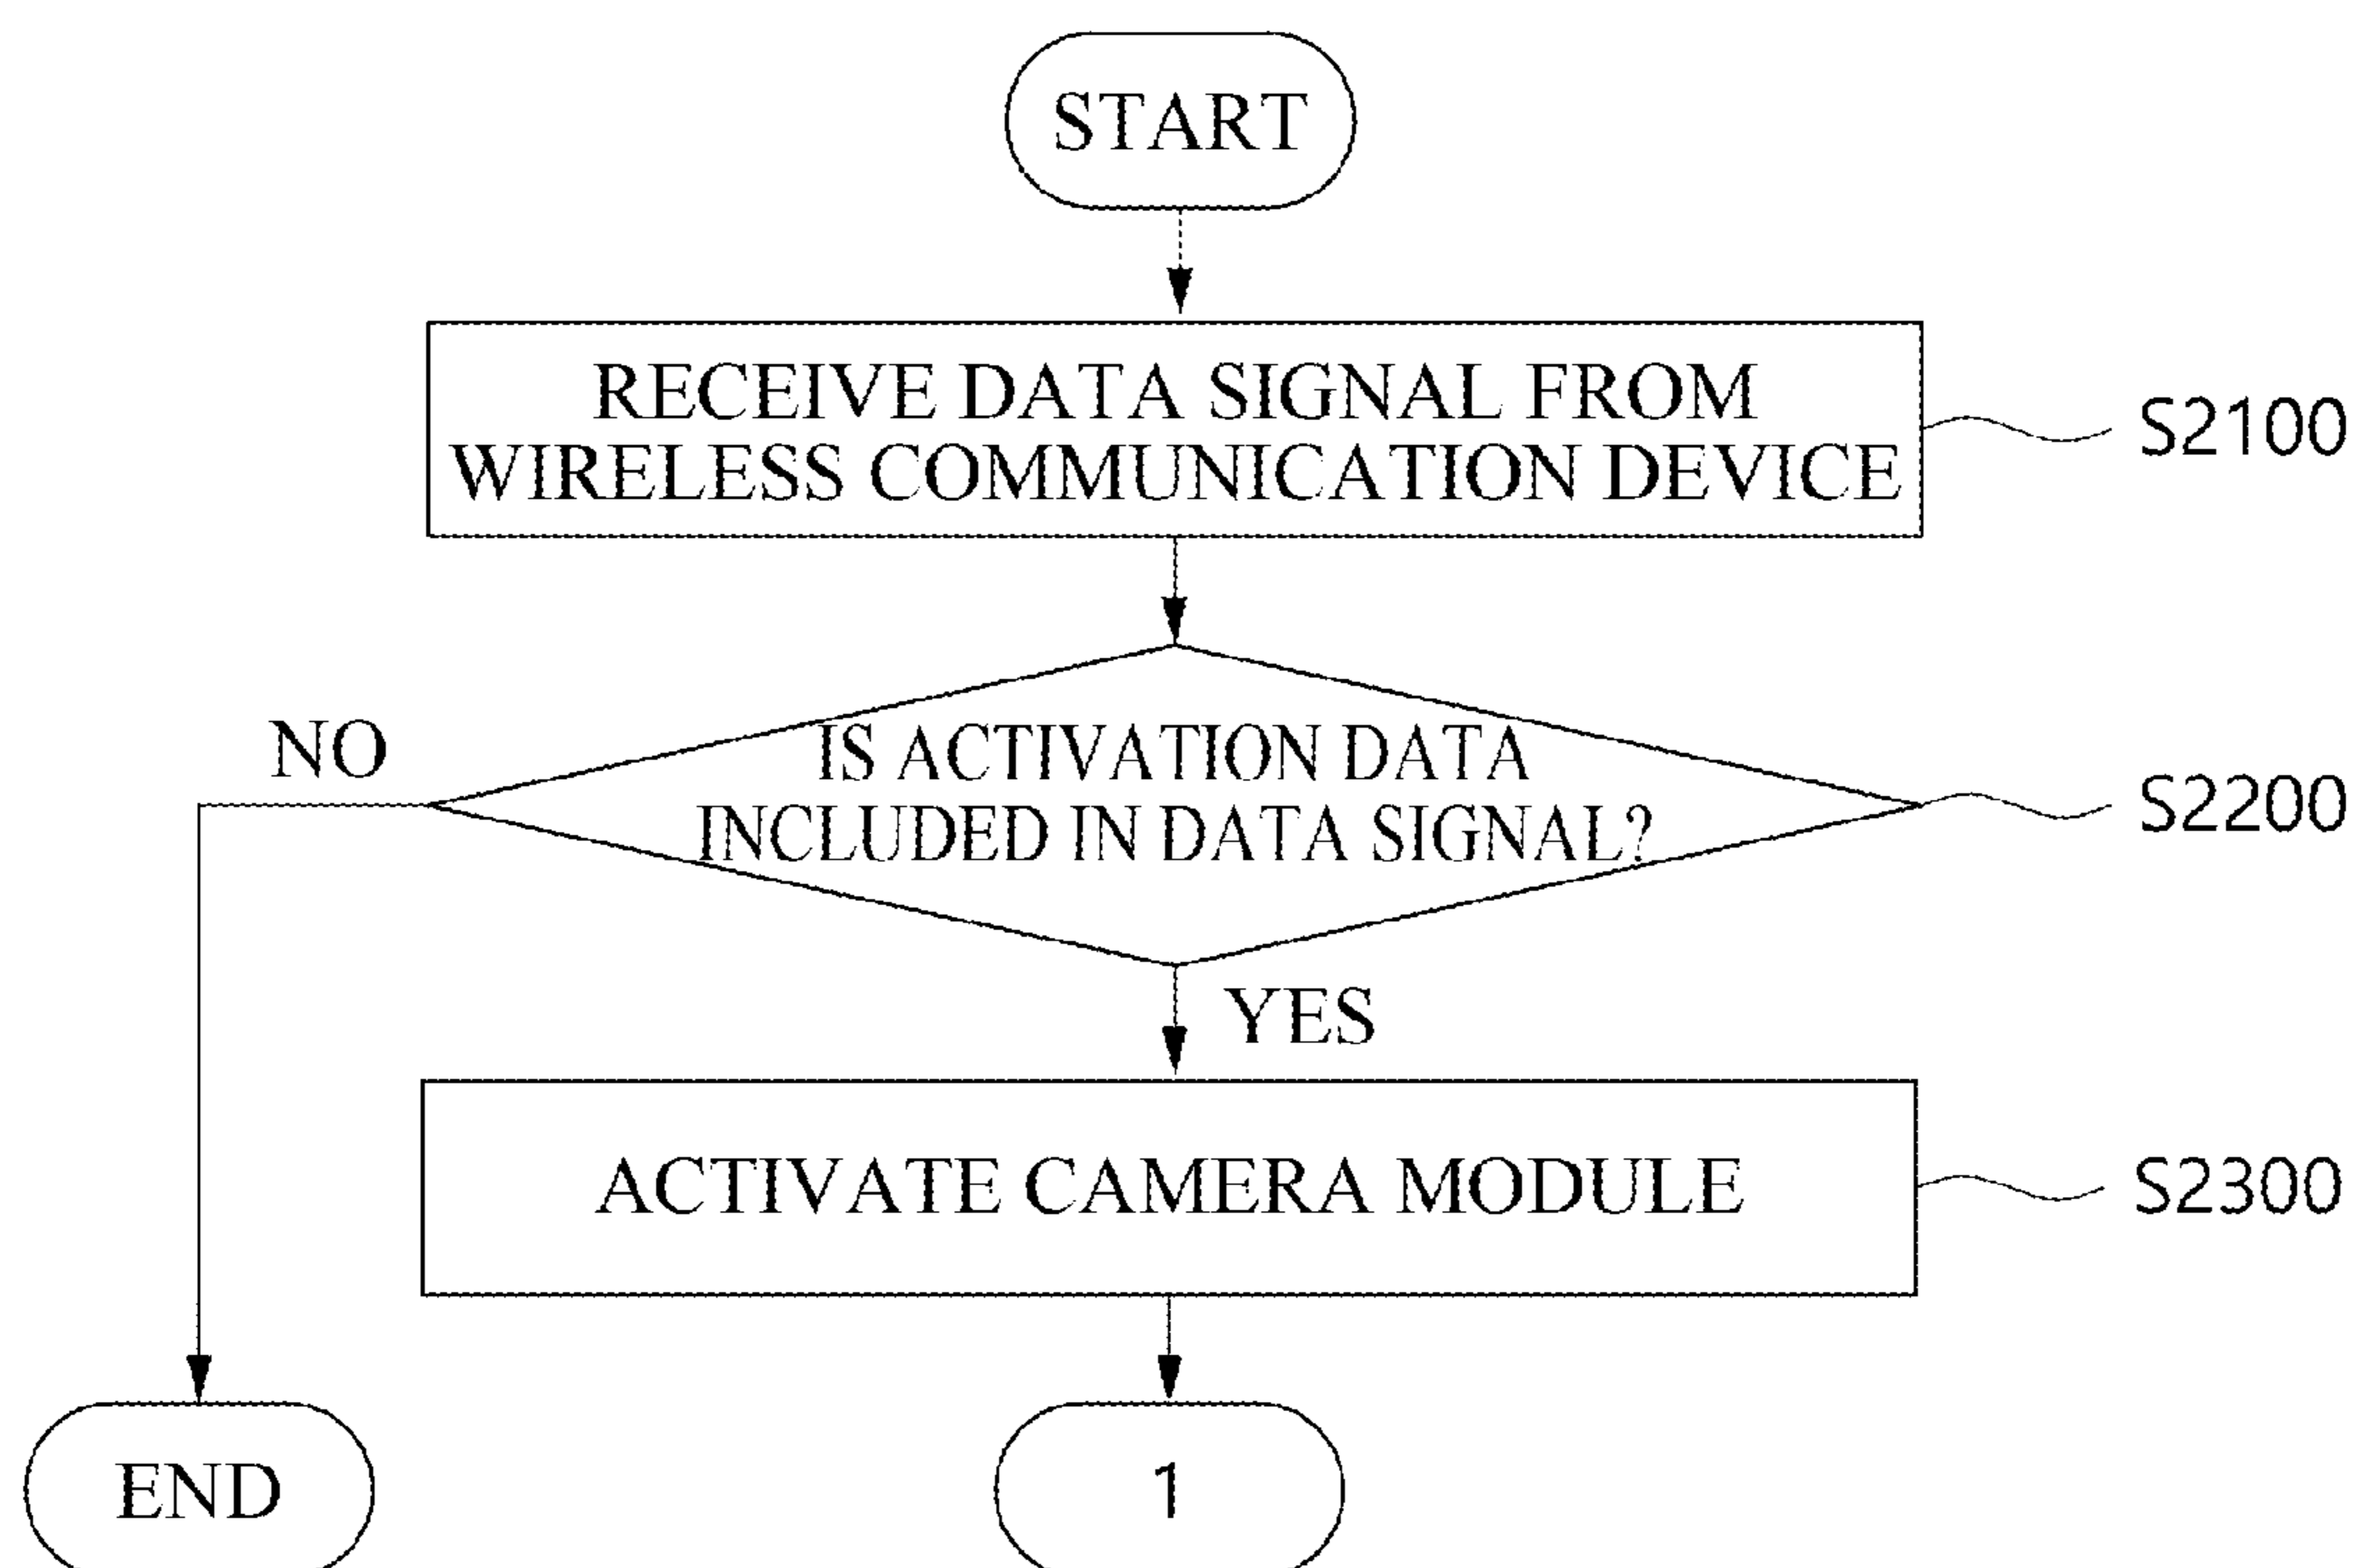 START
RECEIVE DATA SIGNAL FROM
WIRELESS COMMUNICATION DEVICE
S2100
NO
IS ACTIVATION DATA
INCLUDED IN DATA SIGNAL?
S2200
YES
ACTIVATE CAMERA MODULE
S2300
END
1